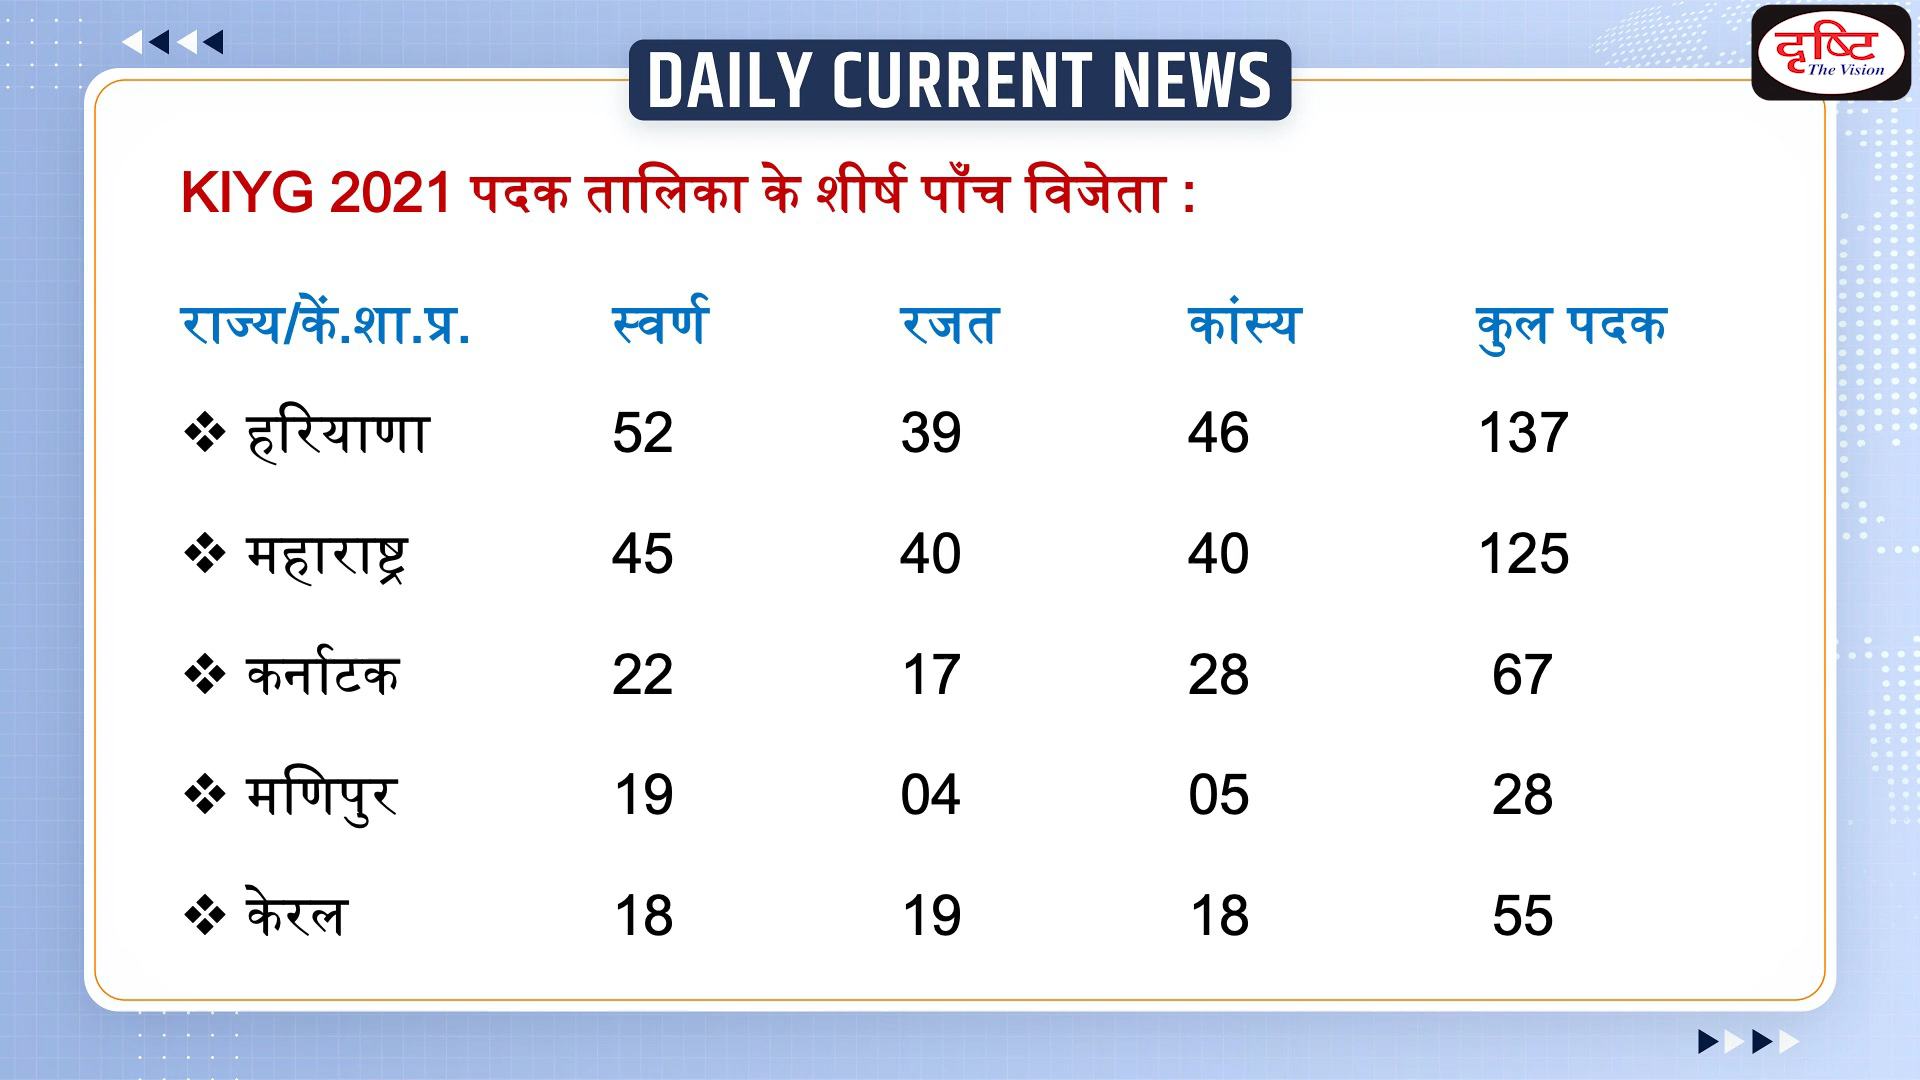 दृष्टि
The Vision
DAILY CURRENT NEWS
KIYG 2021 पदक तालिका के शीर्ष पाँच विजेता :
राज्य/कें.शा.प्र. स्वर्ण रजत कांस्य कुल पदक
❖ हरियाणा 52 39 46 137
❖ महाराष्ट्र 45 40 40 125
❖ कर्नाटक 22 17 28 67
❖ मणिपुर 19 04 05 28
❖ केरल 18 19 18 55